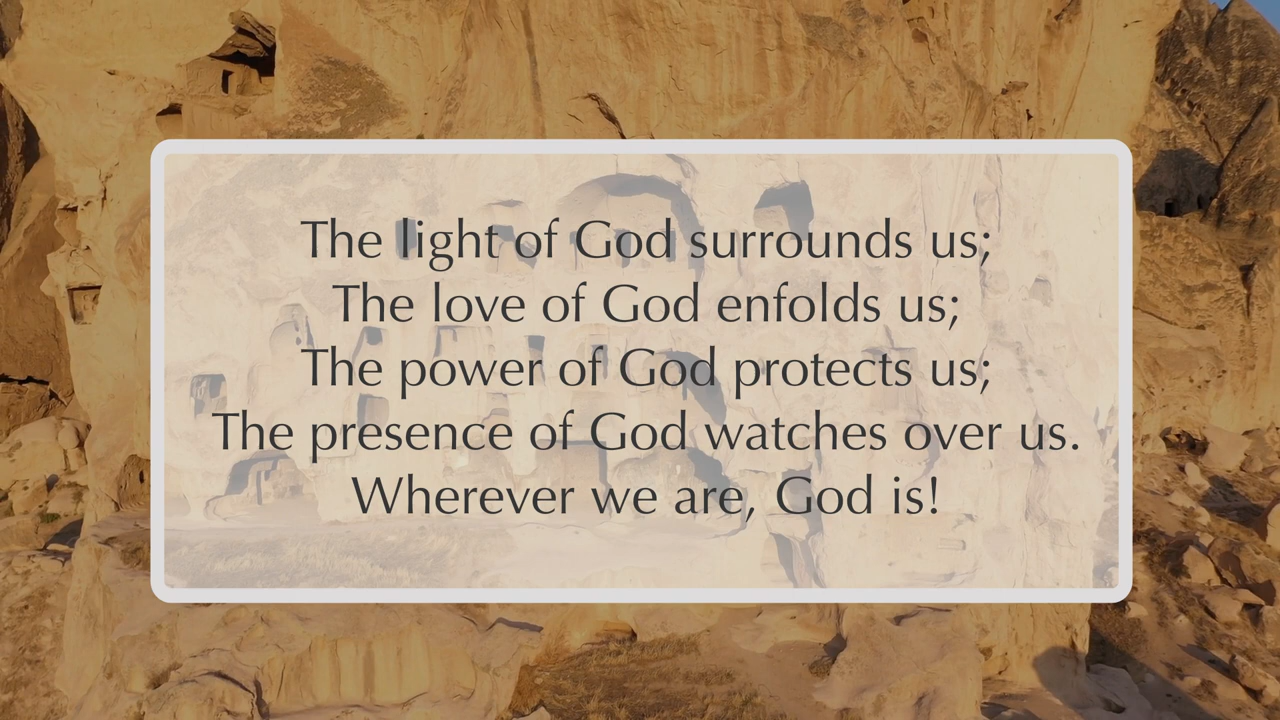 The light of God surrounds us;
The love of God enfolds us;
The power of God protects us;
The presence of God watches over us.
Wherever we are, God is!